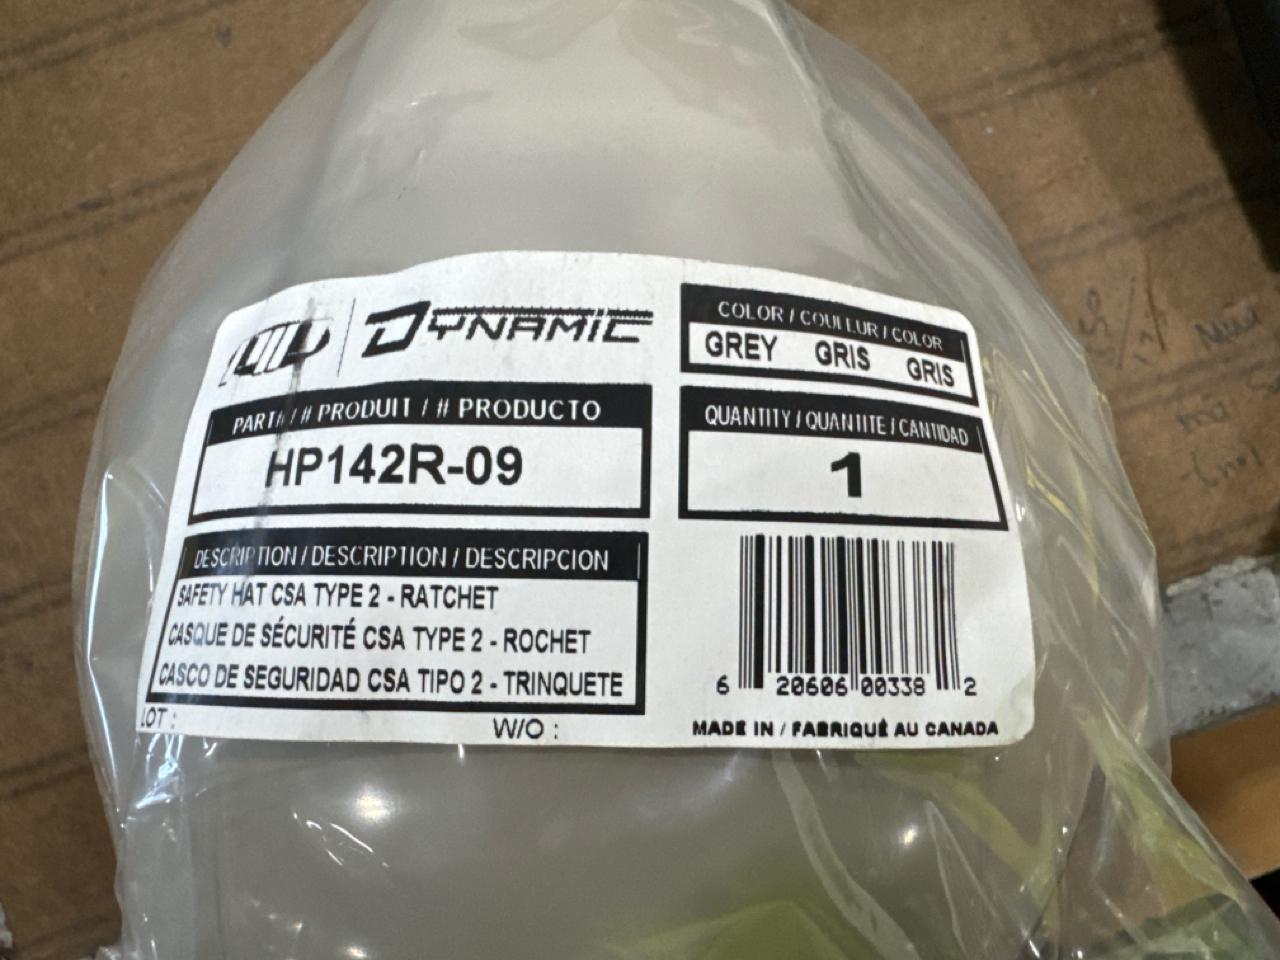 DYNAMIC
COLOR / COULEUR / COLOR
GREY GRIS GRIS
PART# / # PRODUIT / # PRODUCTO
HP142R-09
QUANTITY / QUANTITE / CANTIDAD
1
DESCRIPTION / DESCRIPTION / DESCRIPCION
SAFETY HAT CSA TYPE 2 - RATCHET
CASQUE DE SÉCURITÉ CSA TYPE 2 - ROCHET
CASCO DE SEGURIDAD CSA TIPO 2 - TRINQUETE
LOT :
W/O :
6 20606 00338 2
MADE IN / FABRIQUÉ AU CANADA